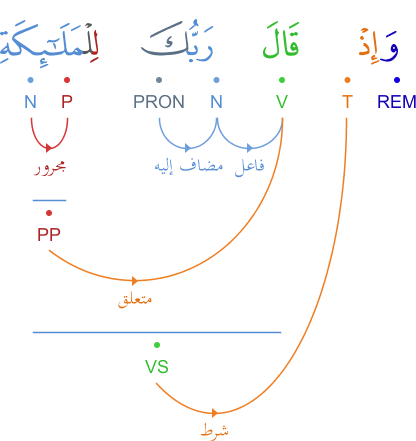 وَإِذْ قَالَ رَبُّكَ لِلْمَلَـٰٓئِكَةِ
REM T V N PRON P N
فاعل مضاف إليه مجرور
PP
متعلق
VS
شرط